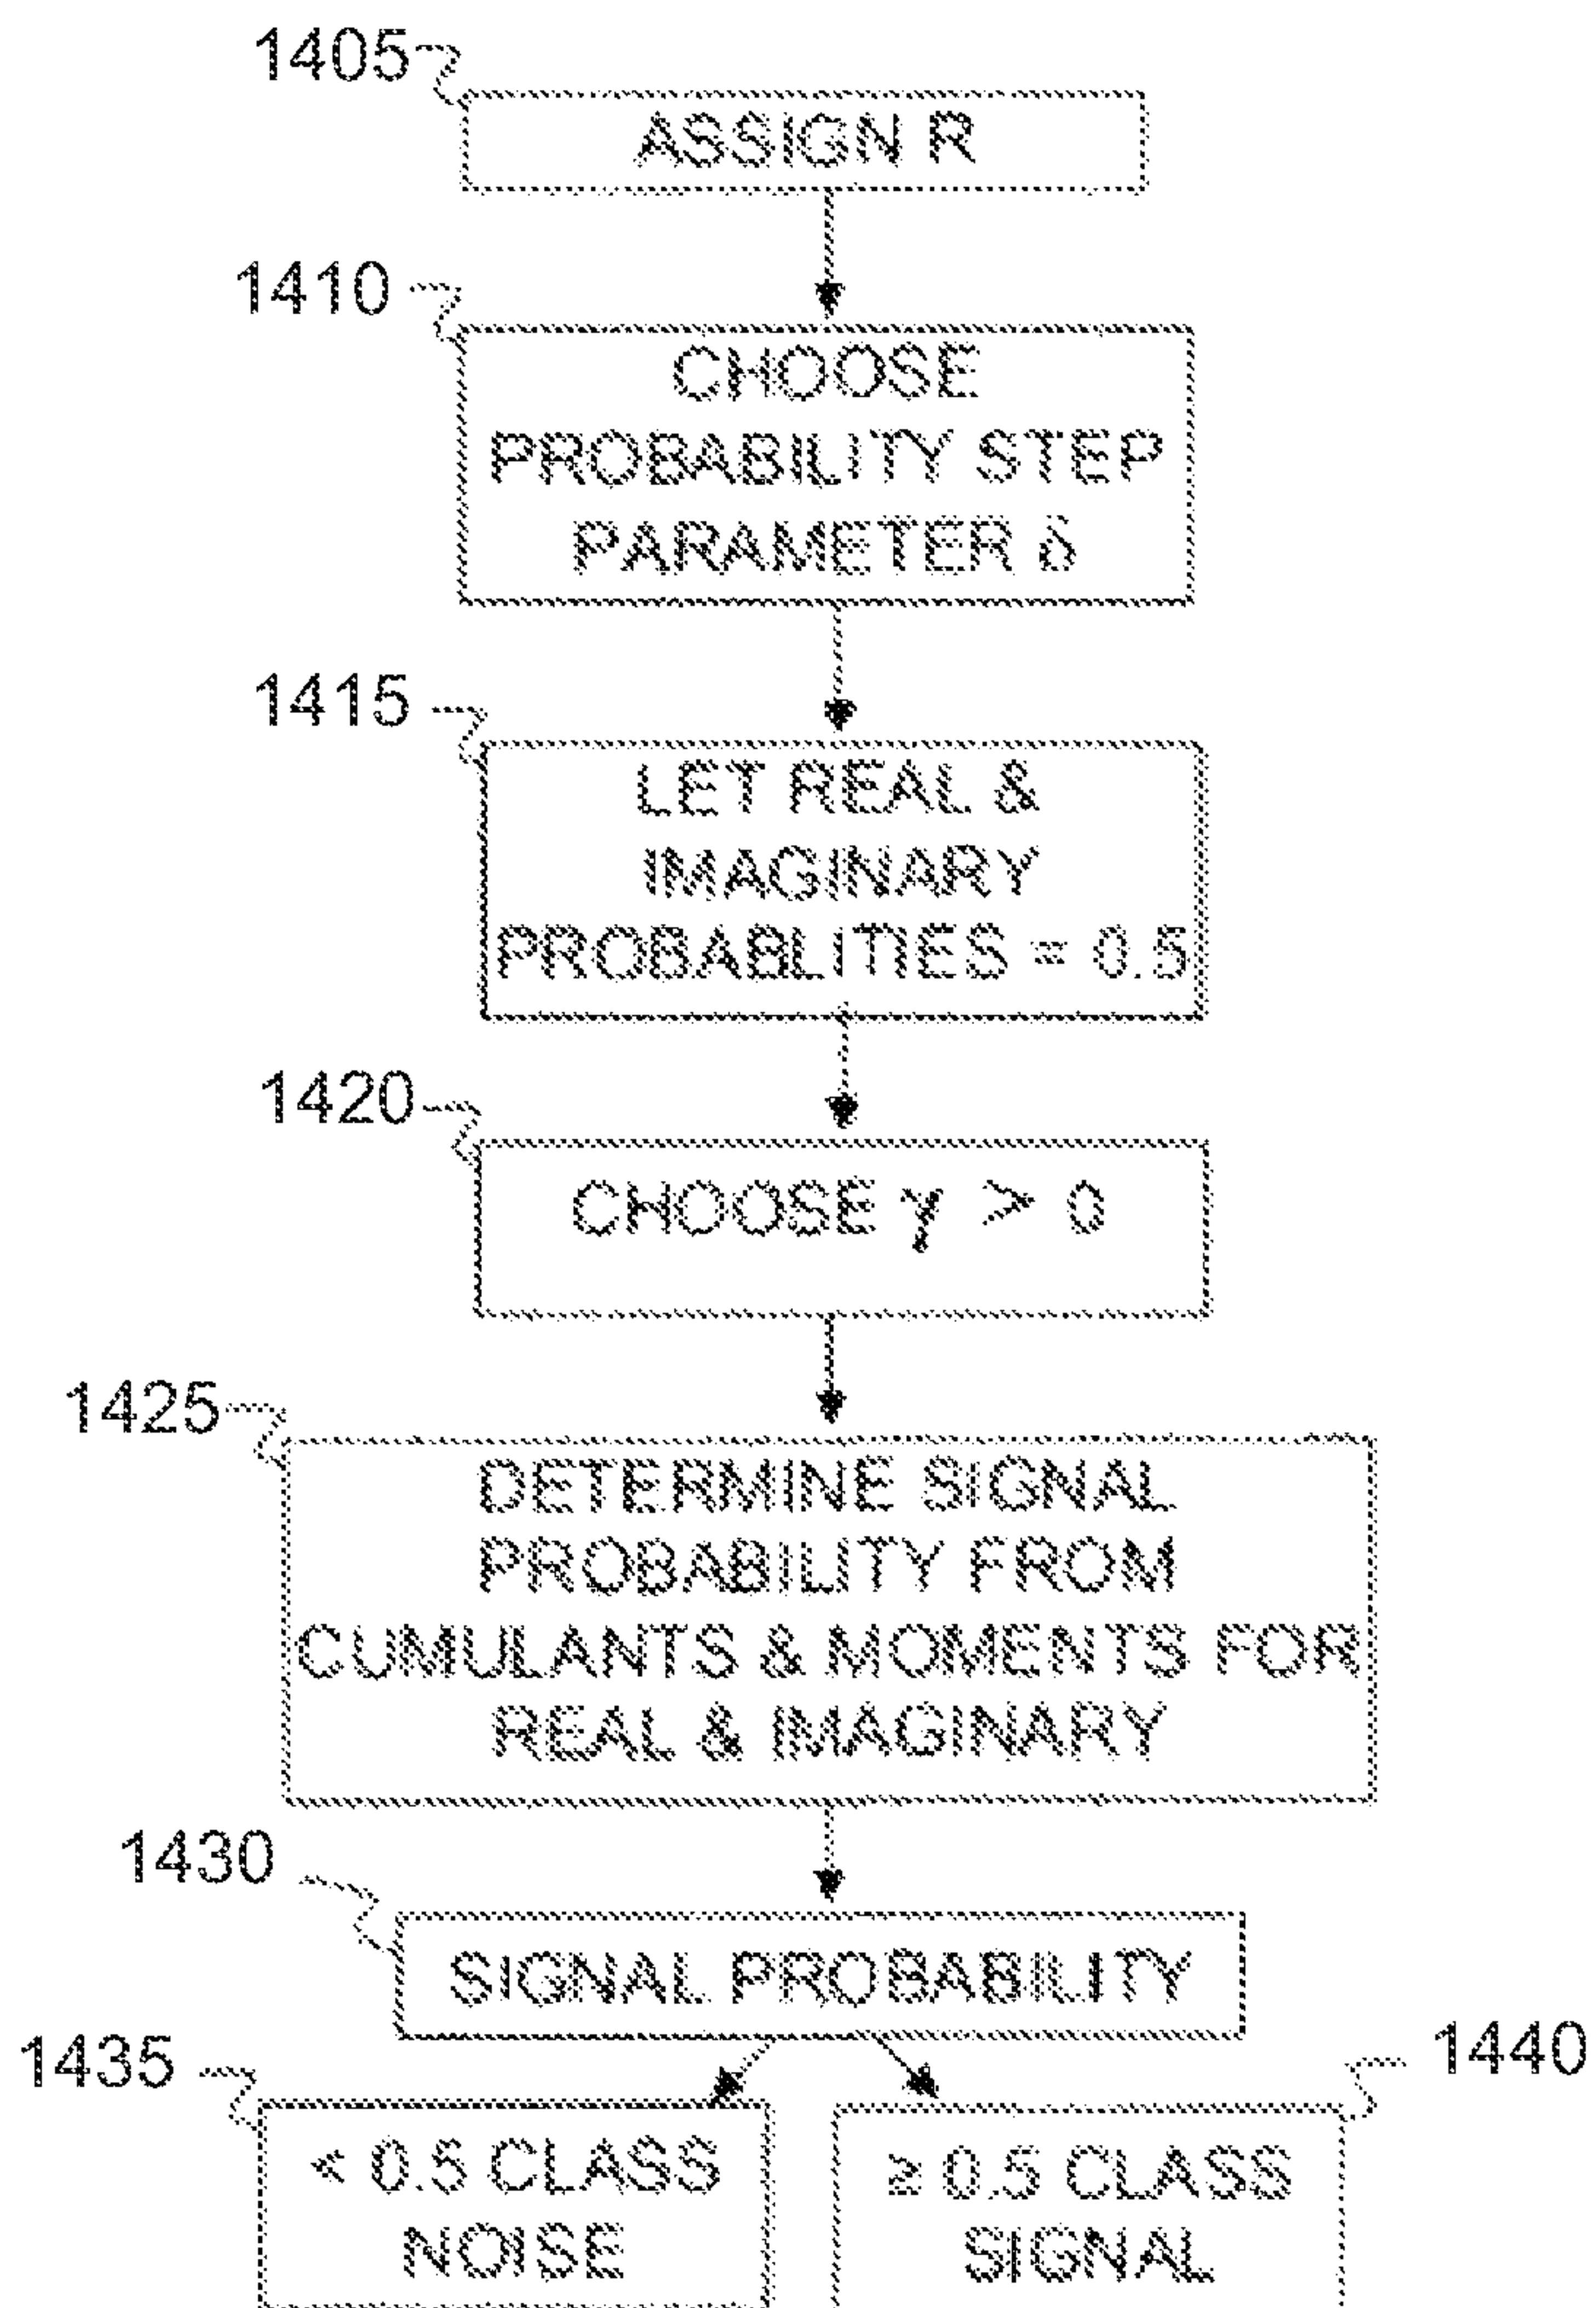 1405
ASSIGN R
1410
CHOOSE
PROBABILITY STEP
PARAMETER δ
1415
LET REAL &
IMAGINARY
PROBABLITIES = 0.5
1420
CHOOSE γ > 0
1425
DETERMINE SIGNAL
PROBABILITY FROM
CUMULANTS & MOMENTS FOR
REAL & IMAGINARY
1430
SIGNAL PROBABILITY
1435
< 0.5 CLASS
NOISE
1440
≥ 0.5 CLASS
SIGNAL